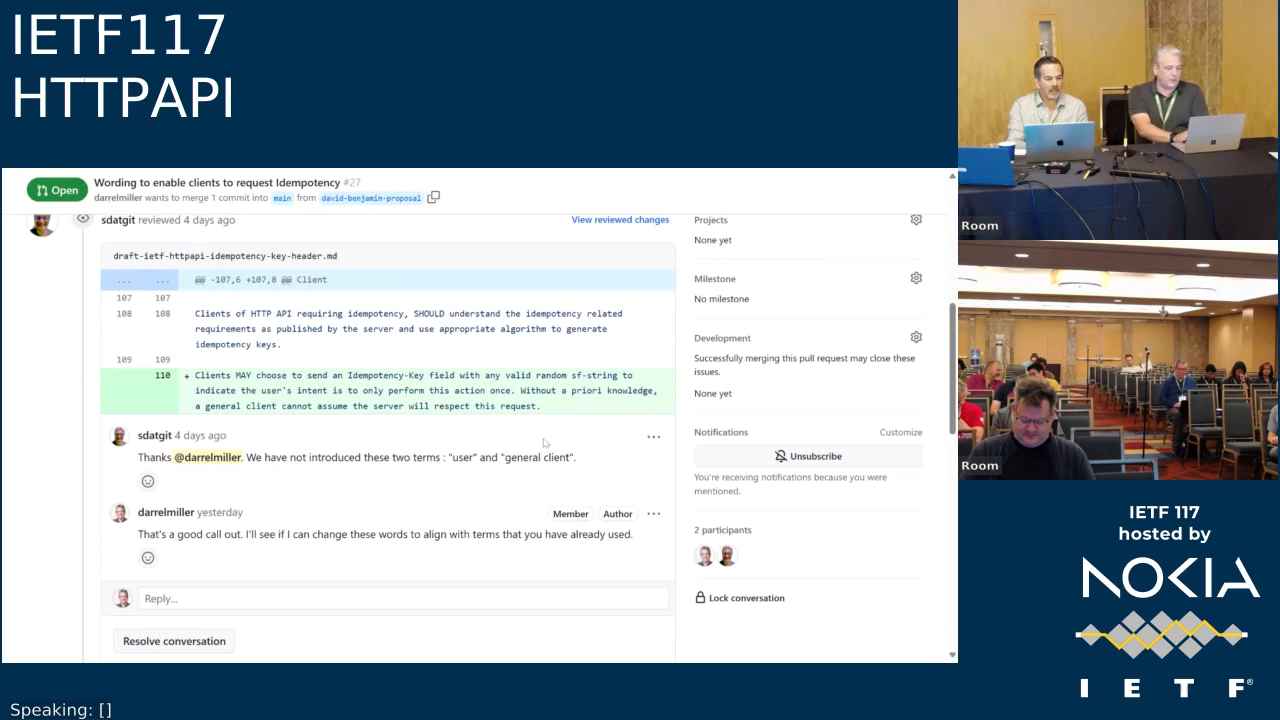 IETF117
HTTPAPI
Open
Wording to enable clients to request Idempotency #27
darrelmiller wants to merge 1 commit into main from david-benjamin-proposal
sdatgit reviewed 4 days ago
View reviewed changes
draft-ietf-httpapi-idempotency-key-header.md
... ... @@ -107,6 +107,8 @@ Client
107 107
108 108 Clients of HTTP API requiring idempotency, SHOULD understand the idempotency related
requirements as published by the server and use appropriate algorithm to generate
idempotency keys.
109 109
110 + Clients MAY choose to send an Idempotency-Key field with any valid random sf-string to
indicate the user's intent is to only perform this action once. Without a priori knowledge,
a general client cannot assume the server will respect this request.
sdatgit 4 days ago
Thanks @darrelmiller. We have not introduced these two terms : "user" and "general client".
darrelmiller yesterday
Member Author
That's a good call out. I'll see if I can change these words to align with terms that you have already used.
Reply...
Resolve conversation
Projects
None yet
Milestone
No milestone
Development
Successfully merging this pull request may close these
issues.
None yet
Notifications
Customize
Unsubscribe
You're receiving notifications because you were
mentioned.
2 participants
Lock conversation
Room
Room
IETF 117
hosted by
NOKIA
I E T F®
Speaking: []